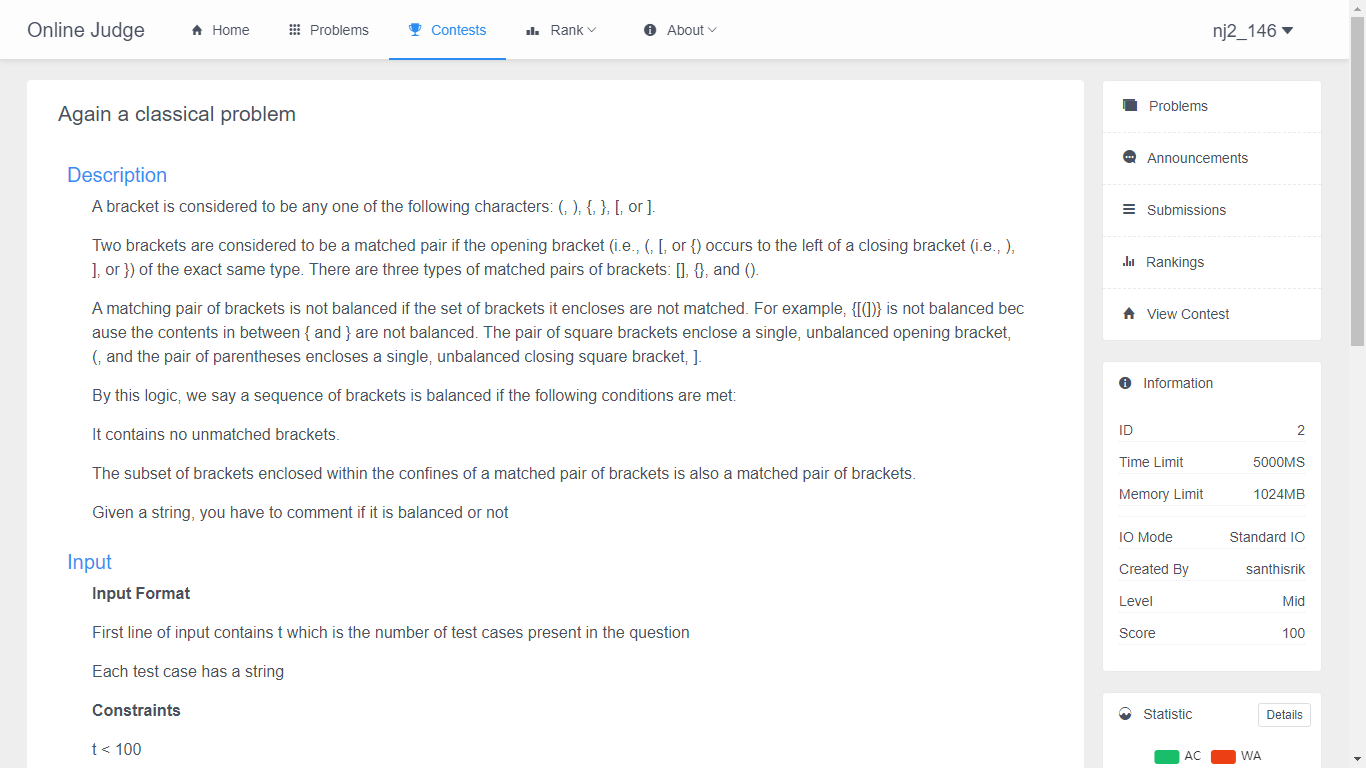 Online Judge
Home
Problems
Contests
Rank
About
nj2_146
Again a classical problem
Description
A bracket is considered to be any one of the following characters: (, ), {, }, [, or ].
Two brackets are considered to be a matched pair if the opening bracket (i.e., (, [, or {) occurs to the left of a closing bracket (i.e., ),
], or }) of the exact same type. There are three types of matched pairs of brackets: [], {}, and ().
A matching pair of brackets is not balanced if the set of brackets it encloses are not matched. For example, {[(])} is not balanced bec
ause the contents in between { and } are not balanced. The pair of square brackets enclose a single, unbalanced opening bracket,
(, and the pair of parentheses encloses a single, unbalanced closing square bracket, ].
By this logic, we say a sequence of brackets is balanced if the following conditions are met:
It contains no unmatched brackets.
The subset of brackets enclosed within the confines of a matched pair of brackets is also a matched pair of brackets.
Given a string, you have to comment if it is balanced or not
Input
Input Format
First line of input contains t which is the number of test cases present in the question
Each test case has a string
Constraints
t < 100
Problems
Announcements
Submissions
Rankings
View Contest
Information
ID 2
Time Limit 5000MS
Memory Limit 1024MB
IO Mode Standard IO
Created By santhisrik
Level Mid
Score 100
Statistic Details
AC WA